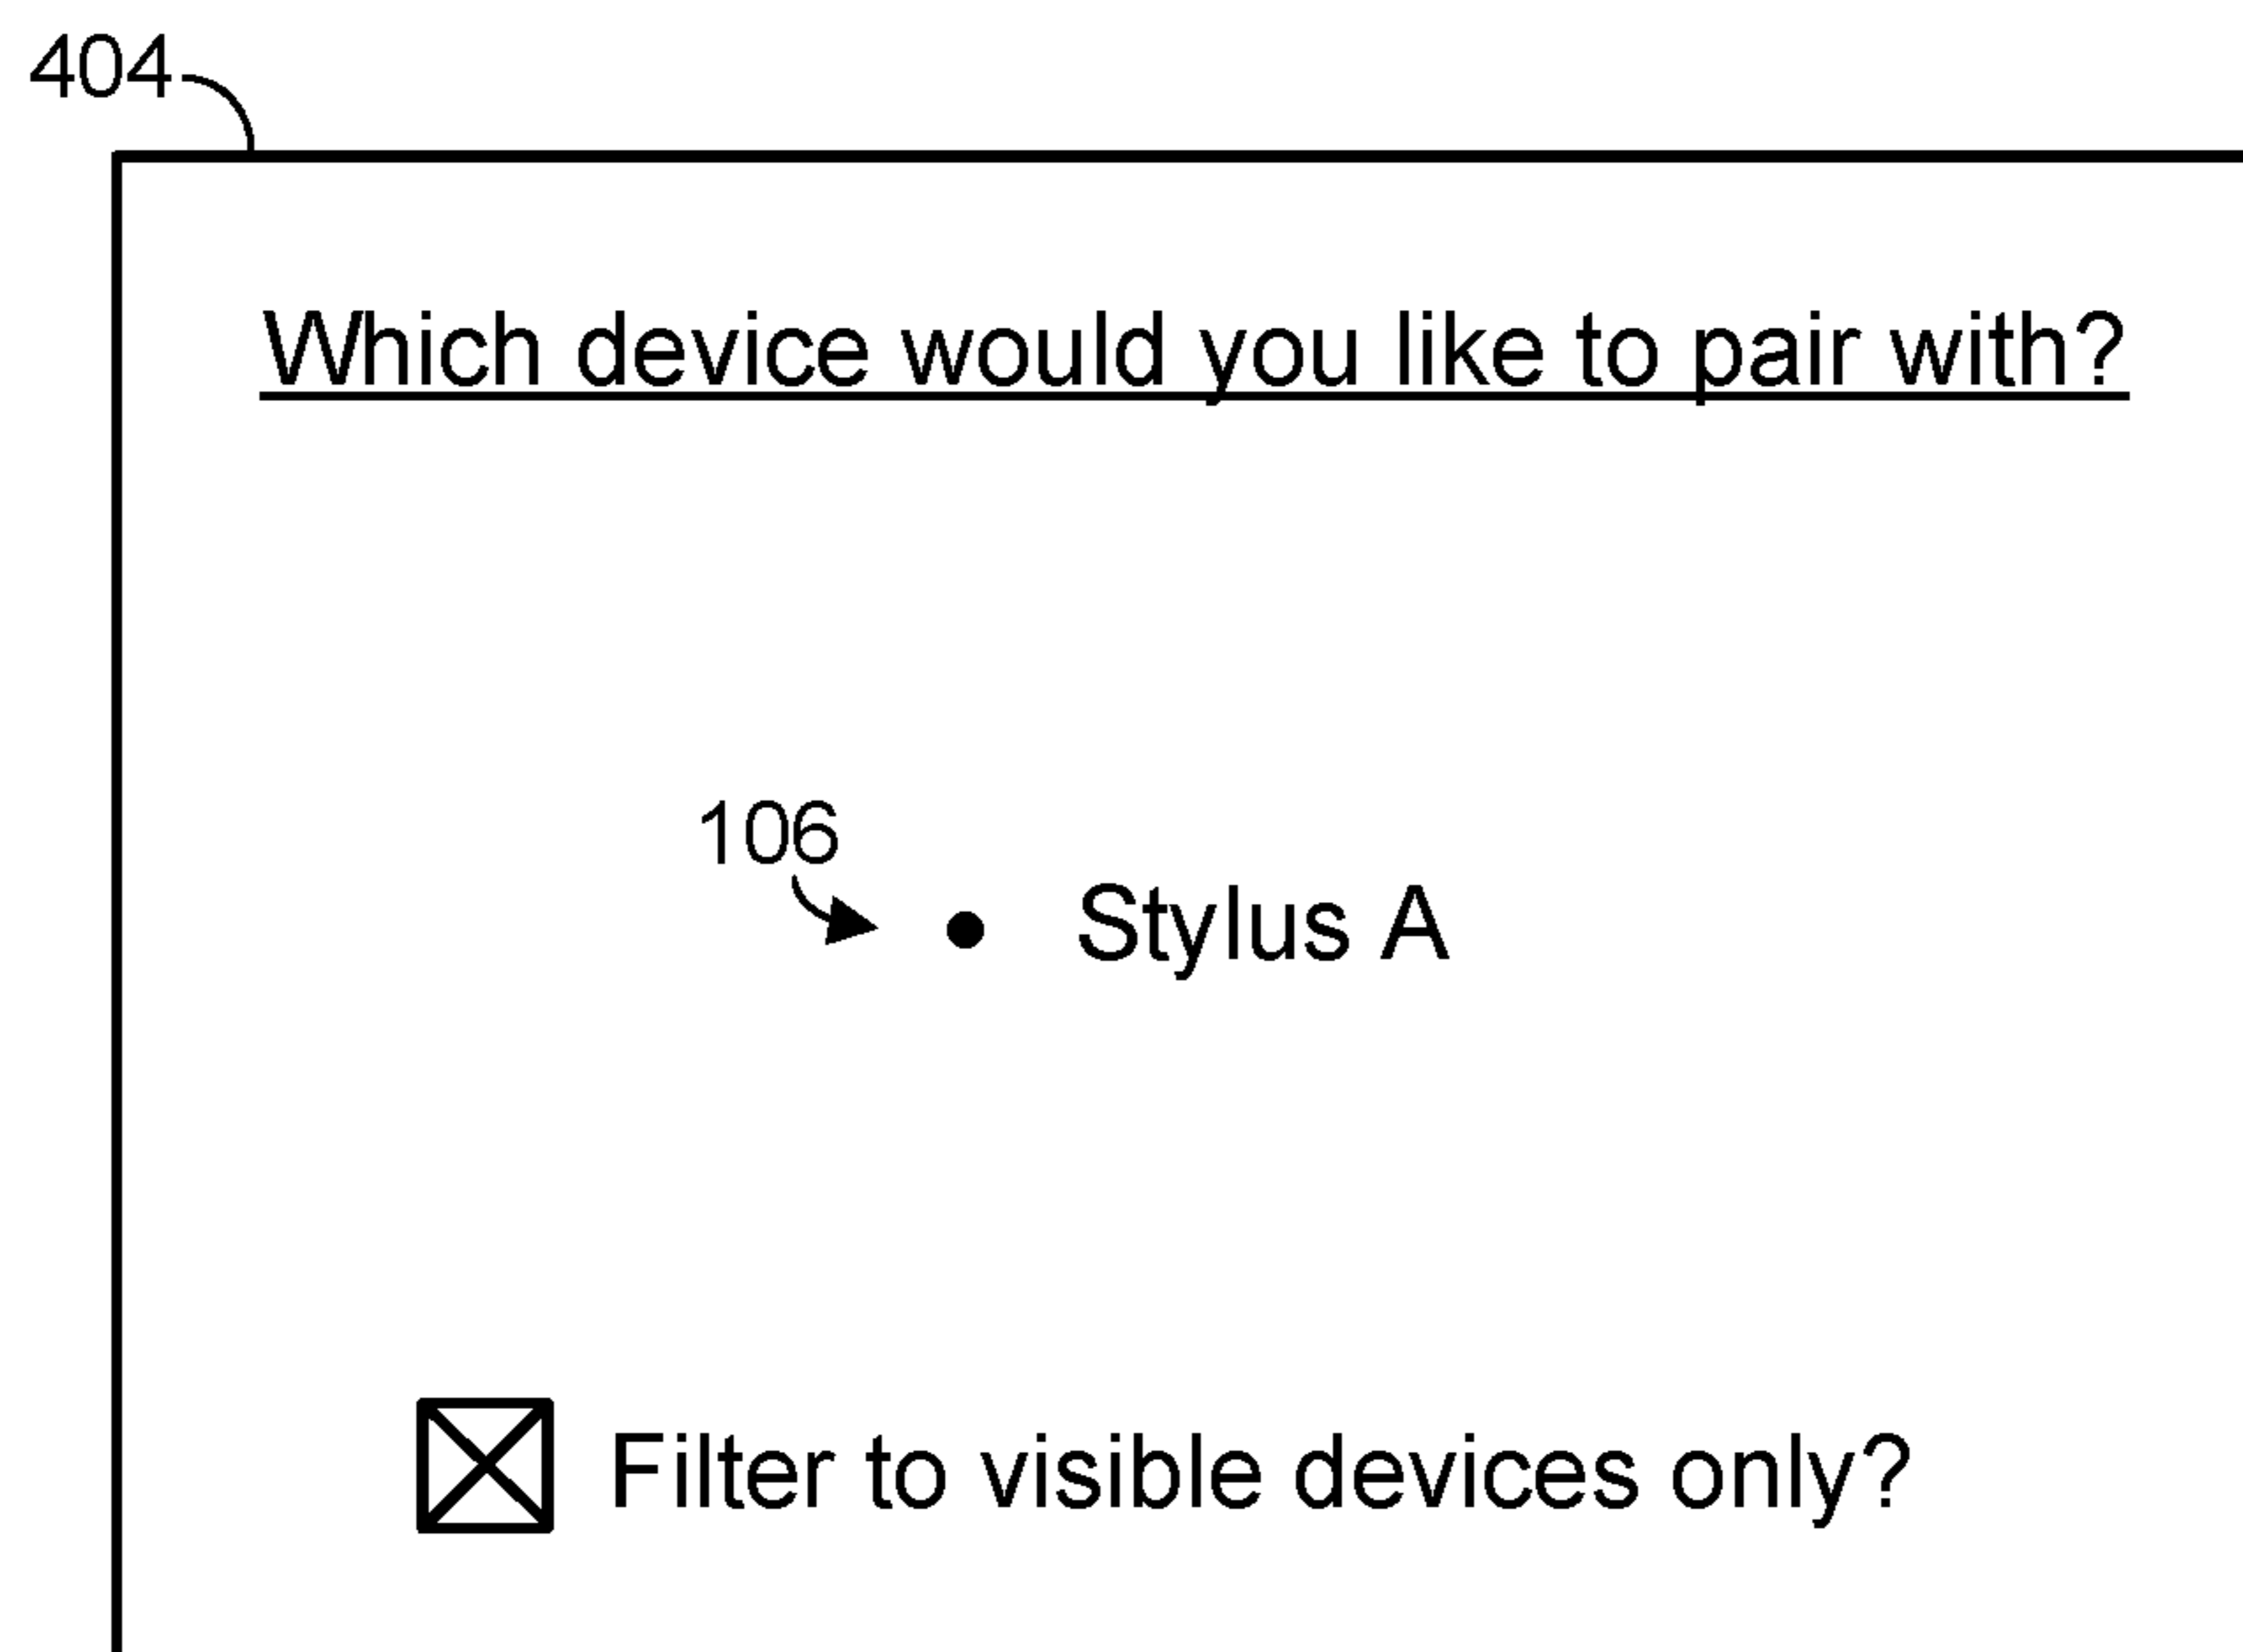 404
Which device would you like to pair with?
106
• Stylus A
Filter to visible devices only?